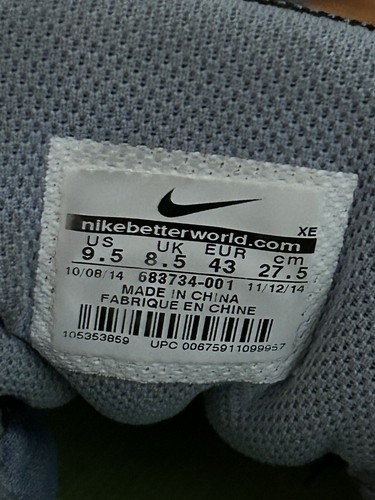 XE
nikebetterworld.com
US UK EUR cm
9.5 8.5 43 27.5
10/08/14 683734-001 11/12/14
MADE IN CHINA
FABRIQUE EN CHINE
105353859 UPC 00675911099957